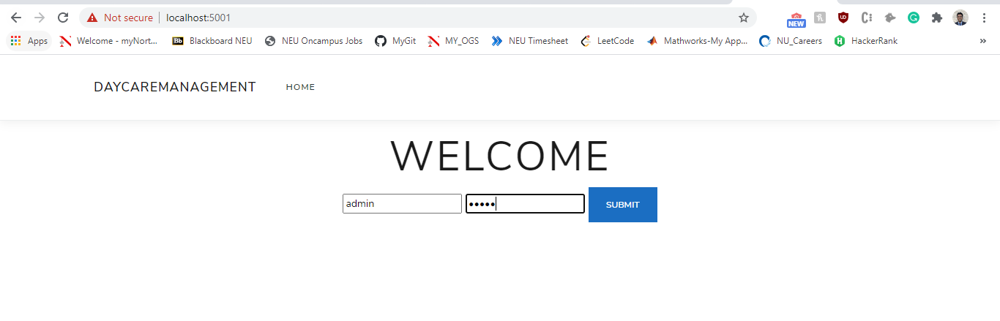 Not secure localhost:5001
NEW
Apps Welcome - myNort... Bb Blackboard NEU NEU Oncampus Jobs MyGit MY_OGS NEU Timesheet LeetCode Mathworks-My App... NU_Careers HackerRank »
DAYCAREMANAGEMENT HOME
WELCOME
admin ••••• SUBMIT